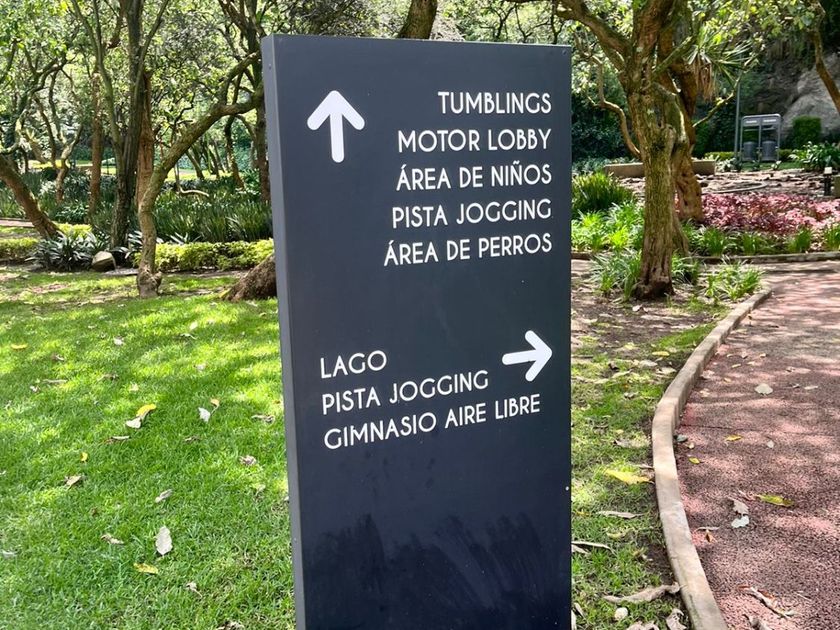 TUMBLINGS
MOTOR LOBBY
ÁREA DE NIÑOS
PISTA JOGGING
ÁREA DE PERROS
LAGO
PISTA JOGGING
GIMNASIO AIRE LIBRE